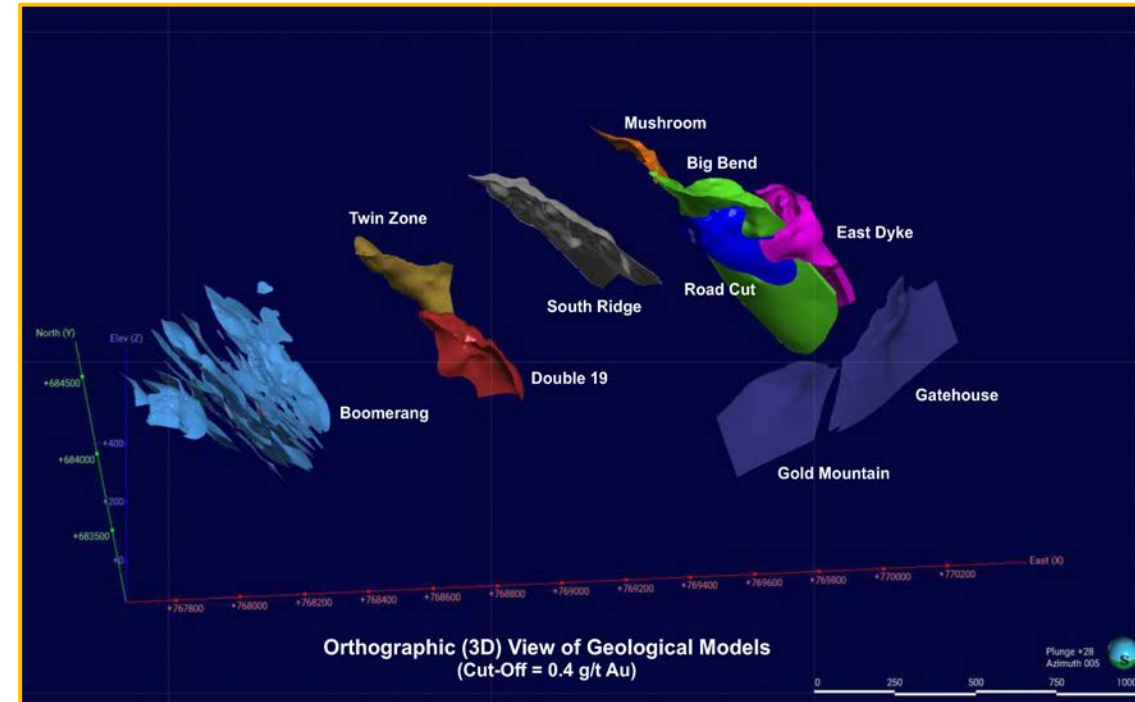 Mushroom
Big Bend
Twin Zone
East Dyke
South Ridge
Road Cut
North (Y)
Elev (Z)
+684500
Double 19
Gatehouse
Boomerang
+400
+684000
Gold Mountain
+200
+683500
+0
East (X)
+767800
+768000
+768200
+768400
+768600
+768800
+769000
+769200
+769400
+769600
+769800
+770000
+770200
Orthographic (3D) View of Geological Models
(Cut-Off = 0.4 g/t Au)
Plunge +28
Azimuth 005
S
0 250 500 750 1000